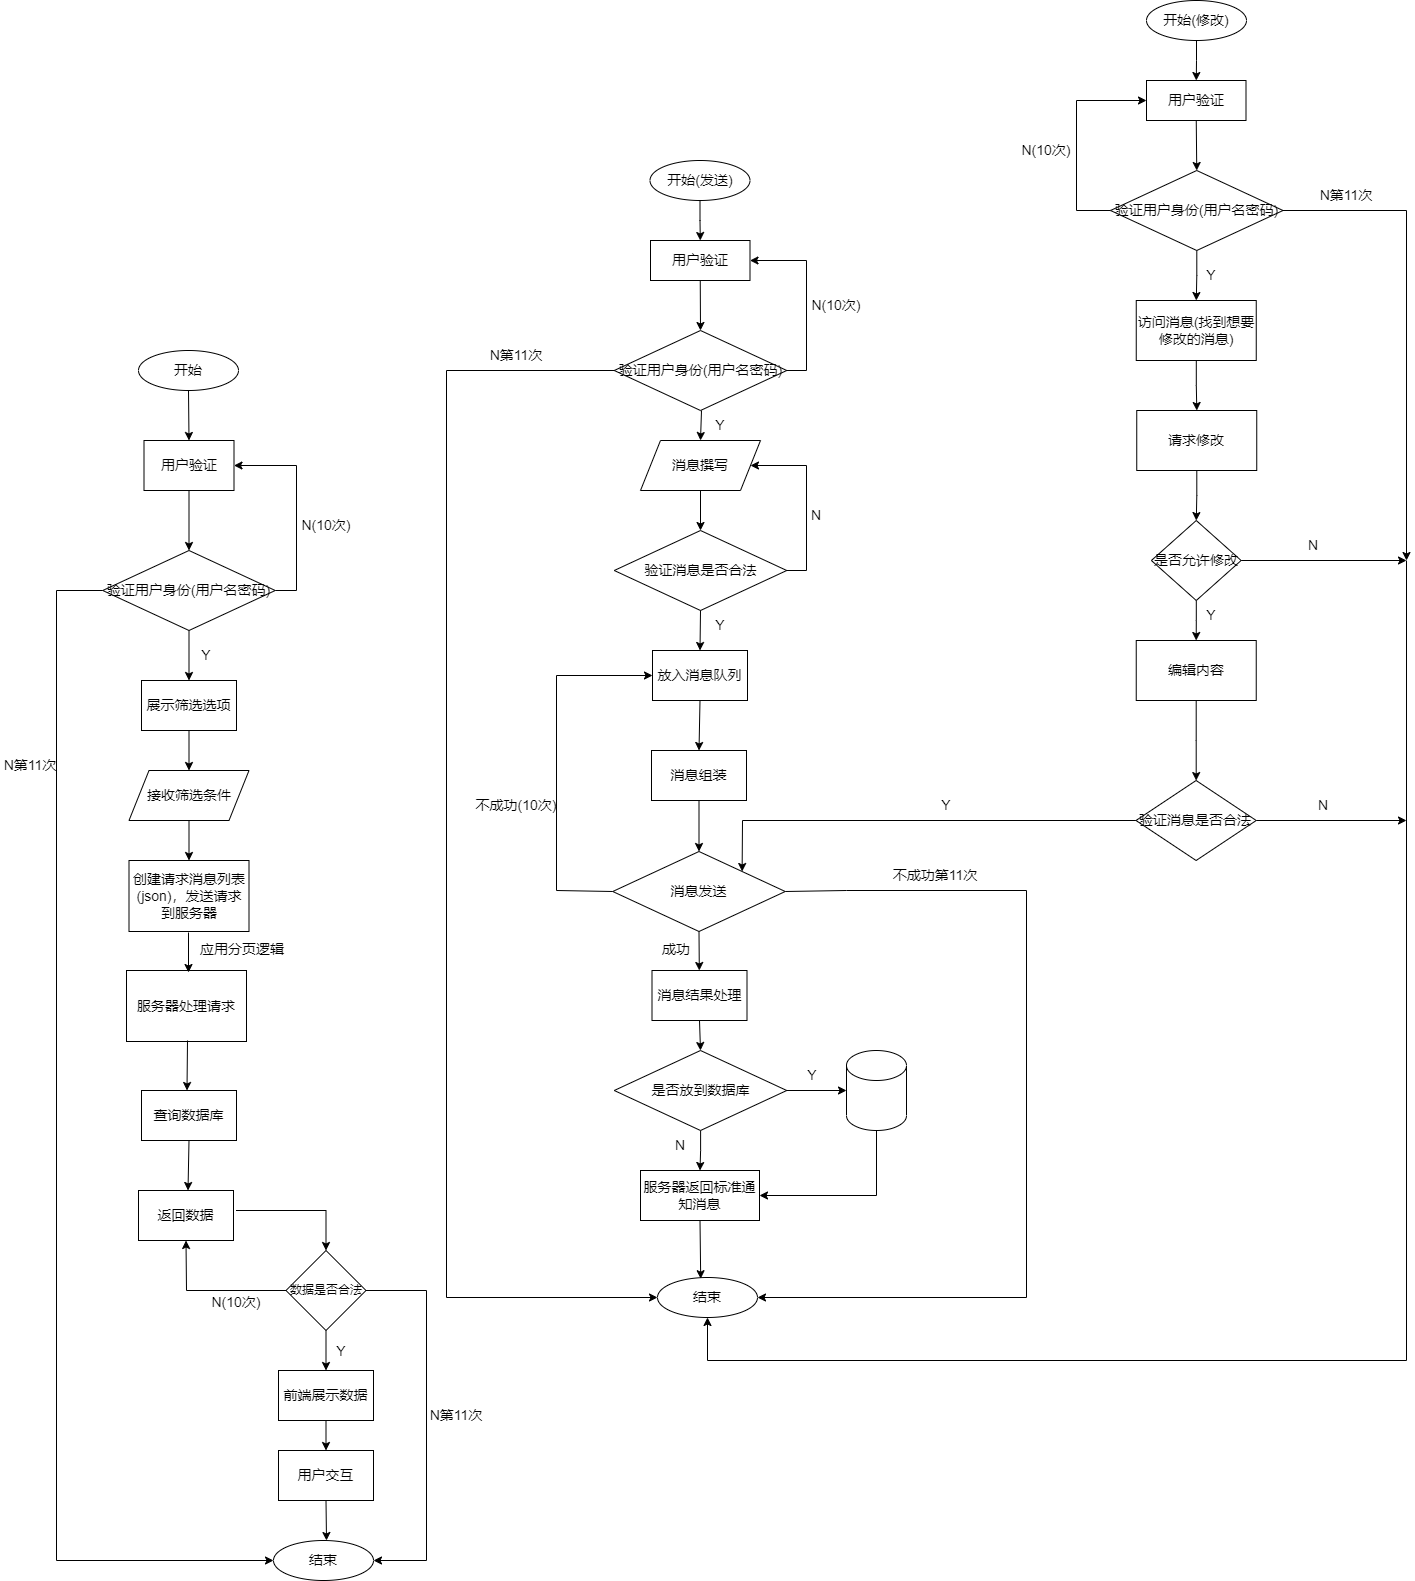 开始
用户验证
N(10次)
验证用户身份(用户名密码)
Y
展示筛选选项
N第11次
接收筛选条件
创建请求消息列表
(json)，发送请求
到服务器
应用分页逻辑
服务器处理请求
查询数据库
返回数据
数据是否合法
N(10次)
Y
前端展示数据
N第11次
用户交互
结束
开始(发送)
用户验证
N(10次)
N第11次
验证用户身份(用户名密码)
Y
消息撰写
N
验证消息是否合法
Y
放入消息队列
消息组装
不成功(10次)
消息发送
不成功第11次
成功
消息结果处理
是否放到数据库
Y
N
服务器返回标准通
知消息
结束
开始(修改)
用户验证
N(10次)
N第11次
验证用户身份(用户名密码)
Y
访问消息(找到想要
修改的消息)
请求修改
是否允许修改
N
Y
编辑内容
验证消息是否合法
Y
N